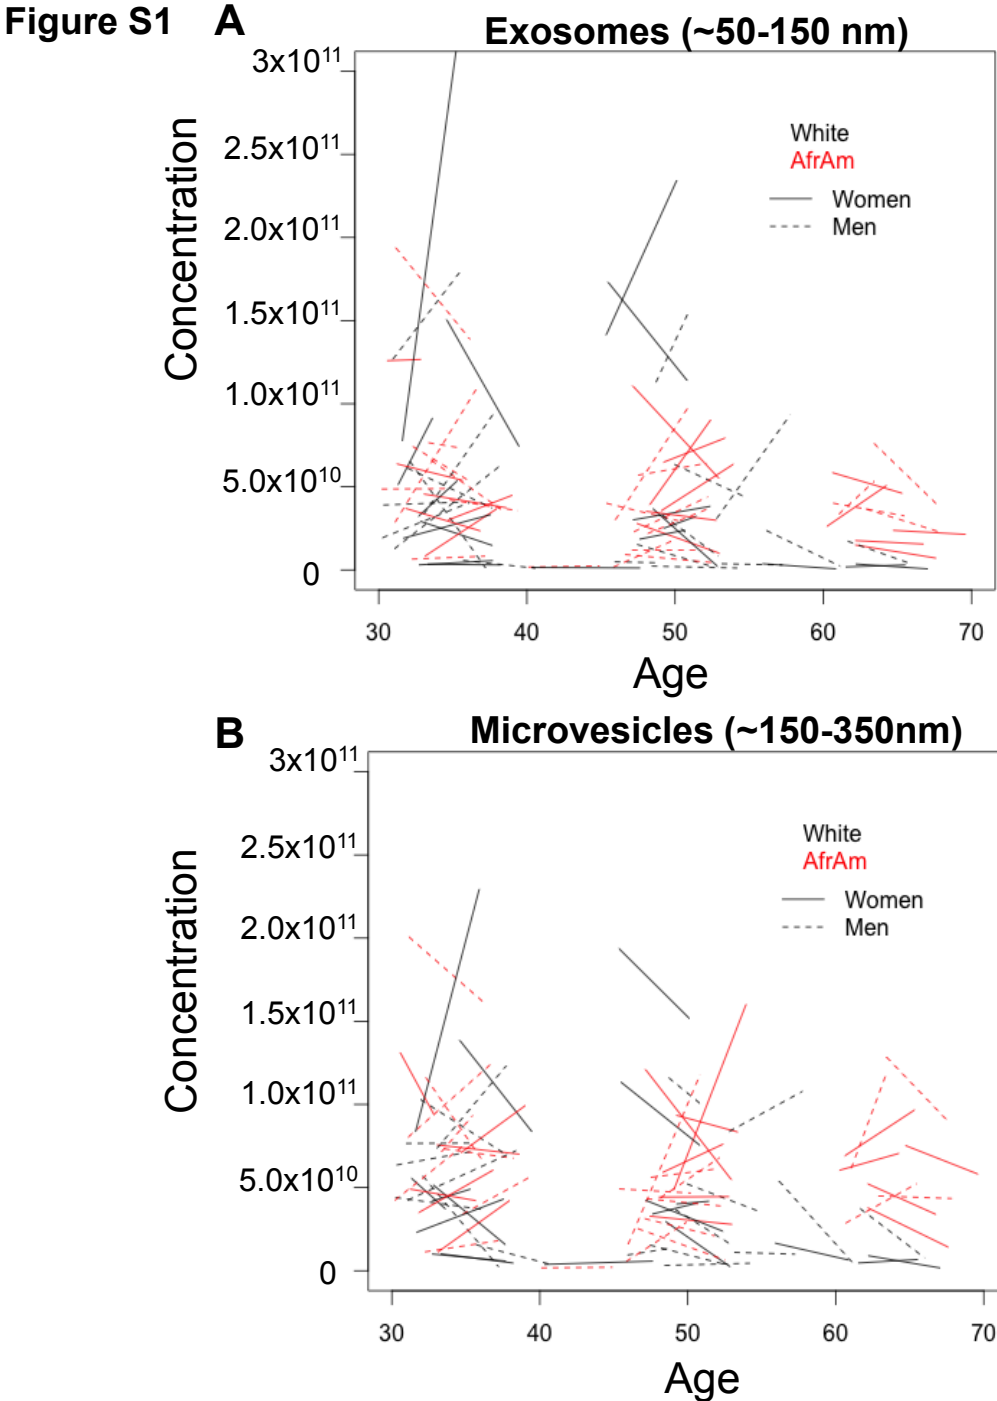 Figure S1
A
Exosomes (~50-150 nm)
3x10¹¹
2.5x10¹¹
2.0x10¹¹
1.5x10¹¹
1.0x10¹¹
5.0x10¹⁰
0
Concentration
White
AfrAm
Women
Men
30 40 50 60 70
Age
B
Microvesicles (~150-350nm)
3x10¹¹
2.5x10¹¹
2.0x10¹¹
1.5x10¹¹
1.0x10¹¹
5.0x10¹⁰
0
Concentration
White
AfrAm
Women
Men
30 40 50 60 70
Age